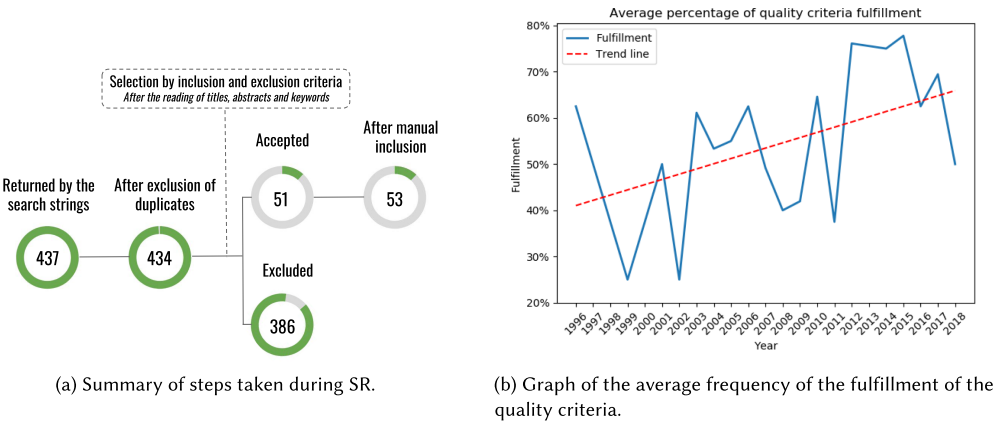 Selection by inclusion and exclusion criteria
After the reading of titles, abstracts and keywords
Returned by the
search strings
437
After exclusion of
duplicates
434
Accepted
51
After manual
inclusion
53
Excluded
386
(a) Summary of steps taken during SR.
Average percentage of quality criteria fulfillment
Fulfillment
Trend line
80%
70%
60%
50%
40%
30%
20%
Fulfillment
1996
1997
1998
1999
2000
2001
2002
2003
2004
2005
2006
2007
2008
2009
2010
2011
2012
2013
2014
2015
2016
2017
2018
Year
(b) Graph of the average frequency of the fulfillment of the
quality criteria.